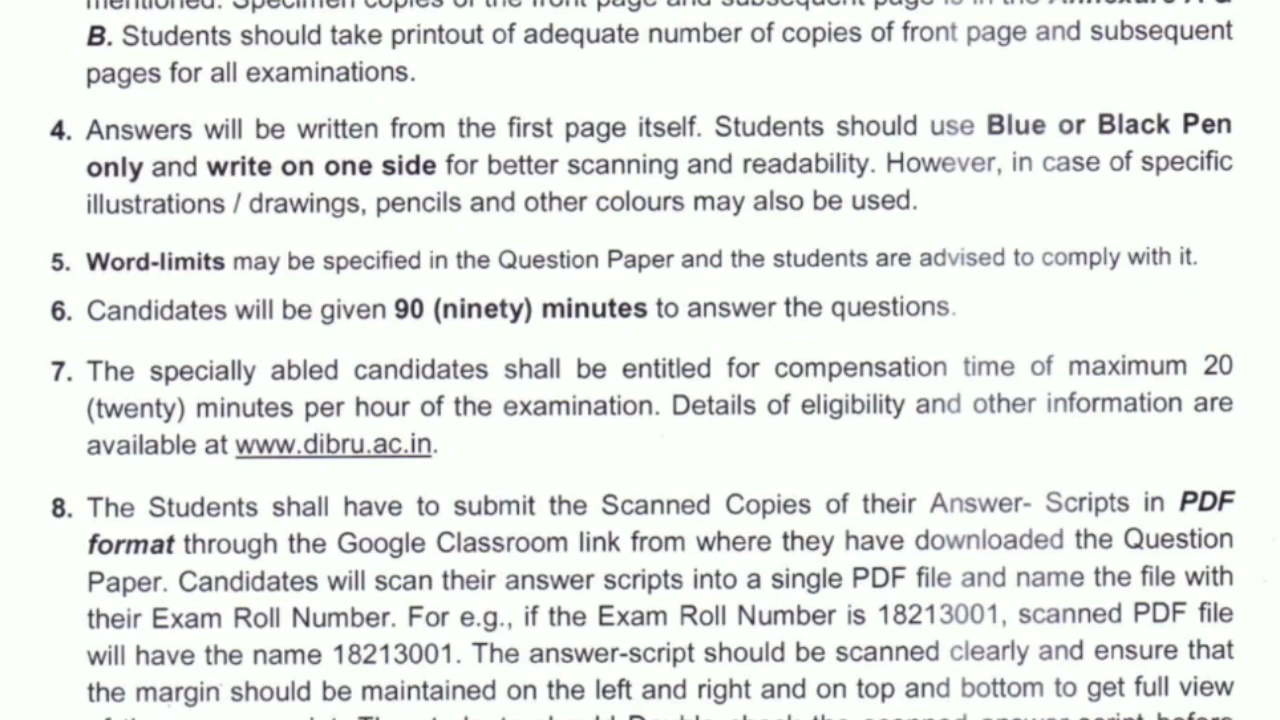 B. Students should take printout of adequate number of copies of front page and subsequent
pages for all examinations.
4. Answers will be written from the first page itself. Students should use Blue or Black Pen
only and write on one side for better scanning and readability. However, in case of specific
illustrations / drawings, pencils and other colours may also be used.
5. Word-limits may be specified in the Question Paper and the students are advised to comply with it.
6. Candidates will be given 90 (ninety) minutes to answer the questions.
7. The specially abled candidates shall be entitled for compensation time of maximum 20
(twenty) minutes per hour of the examination. Details of eligibility and other information are
available at www.dibru.ac.in.
8. The Students shall have to submit the Scanned Copies of their Answer- Scripts in PDF
format through the Google Classroom link from where they have downloaded the Question
Paper. Candidates will scan their answer scripts into a single PDF file and name the file with
their Exam Roll Number. For e.g., if the Exam Roll Number is 18213001, scanned PDF file
will have the name 18213001. The answer-script should be scanned clearly and ensure that
the margin should be maintained on the left and right and on top and bottom to get full view